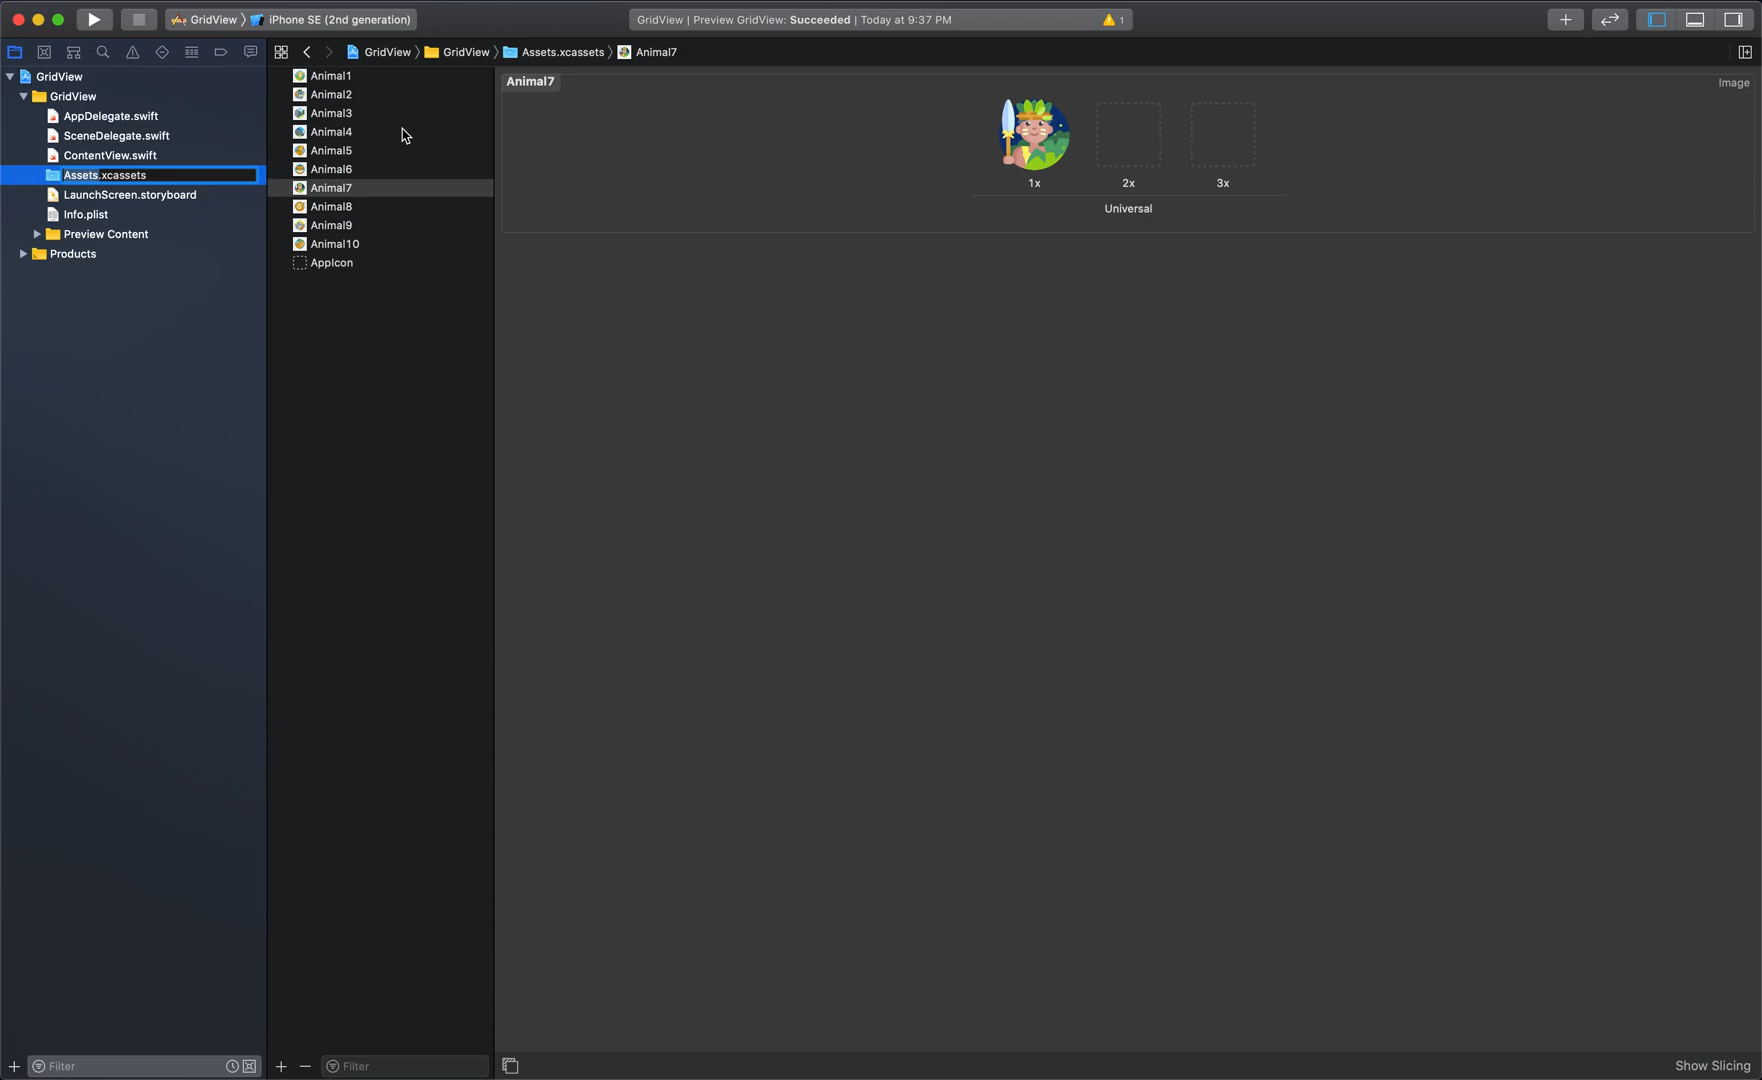 GridView 〉 iPhone SE (2nd generation)
GridView | Preview GridView: Succeeded | Today at 9:37 PM
1
GridView 〉 GridView 〉 Assets.xcassets 〉 Animal7
GridView
GridView
AppDelegate.swift
SceneDelegate.swift
ContentView.swift
Assets.xcassets
LaunchScreen.storyboard
Info.plist
Preview Content
Products
Animal1
Animal2
Animal3
Animal4
Animal5
Animal6
Animal7
Animal8
Animal9
Animal10
AppIcon
Animal7
Image
1x
2x
3x
Universal
Filter
Filter
Show Slicing